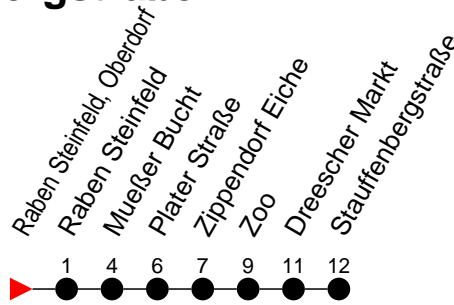 Raben Steinfeld, Oberdorf
Raben Steinfeld
Mueßer Bucht
Plater Straße
Zippendorf Eiche
Zoo
Dreescher Markt
Stauffenbergstraße
1 4 6 7 9 11 12